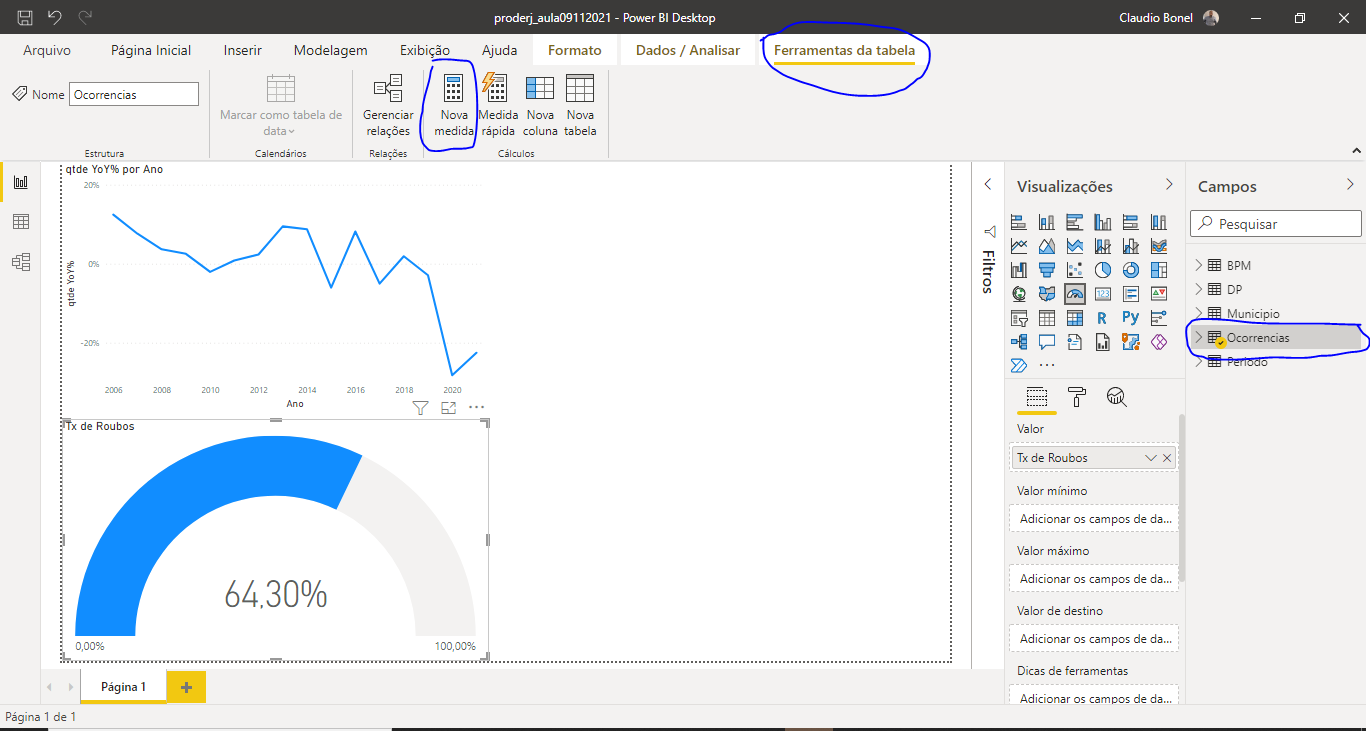 proderj_aula09112021 - Power BI Desktop
Claudio Bonel
Arquivo
Página Inicial
Inserir
Modelagem
Exibição
Ajuda
Formato
Dados / Analisar
Ferramentas da tabela
Nome
Ocorrencias
Marcar como tabela de
data
Gerenciar
relações
Nova
medida
Medida
rápida
Nova
coluna
Nova
tabela
Estrutura
Calendários
Relações
Cálculos
qtde YoY% por Ano
20%
0%
-20%
qtde YoY%
2006
2008
2010
2012
2014
2016
2018
2020
Ano
Tx de Roubos
64,30%
0,00%
100,00%
Filtros
Visualizações
123
R
Py
Valor
Tx de Roubos
Valor mínimo
Adicionar os campos de da...
Valor máximo
Adicionar os campos de da...
Valor de destino
Adicionar os campos de da...
Dicas de ferramentas
Adicionar os campos de da...
Campos
Pesquisar
BPM
DP
Municipio
Ocorrencias
Período
Página 1
Página 1 de 1